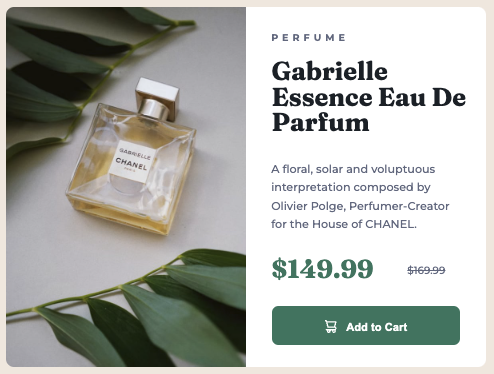 GABRIELLE
CHANEL
PARIS
PERFUME
Gabrielle
Essence Eau De
Parfum
A floral, solar and voluptuous
interpretation composed by
Olivier Polge, Perfumer-Creator
for the House of CHANEL.
$149.99 $169.99
Add to Cart